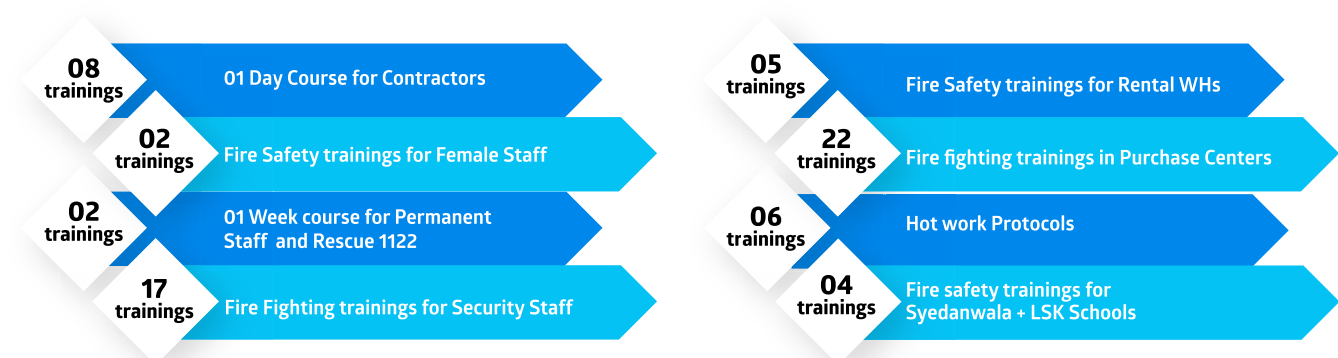 08
trainings
01 Day Course for Contractors
02
trainings
Fire Safety trainings for Female Staff
02
trainings
01 Week course for Permanent
Staff and Rescue 1122
17
trainings
Fire Fighting trainings for Security Staff
05
trainings
Fire Safety trainings for Rental WHs
22
trainings
Fire fighting trainings in Purchase Centers
06
trainings
Hot work Protocols
04
trainings
Fire safety trainings for
Syedanwala + LSK Schools